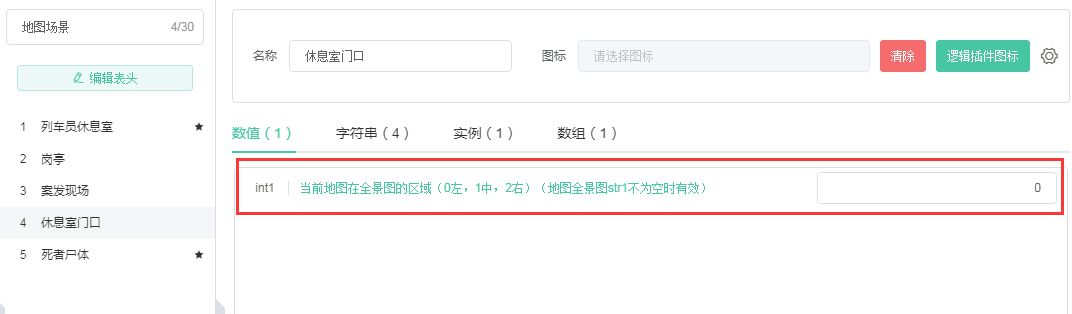 地图场景 4/30
编辑表头
1 列车员休息室 ★
2 岗亭
3 案发现场
4 休息室门口
5 死者尸体 ★
名称 休息室门口 图标 请选择图标 清除 逻辑插件图标
数值（1） 字符串（4） 实例（1） 数组（1）
int1 当前地图在全景图的区域（0左，1中，2右）（地图全景图str1不为空时有效） 0